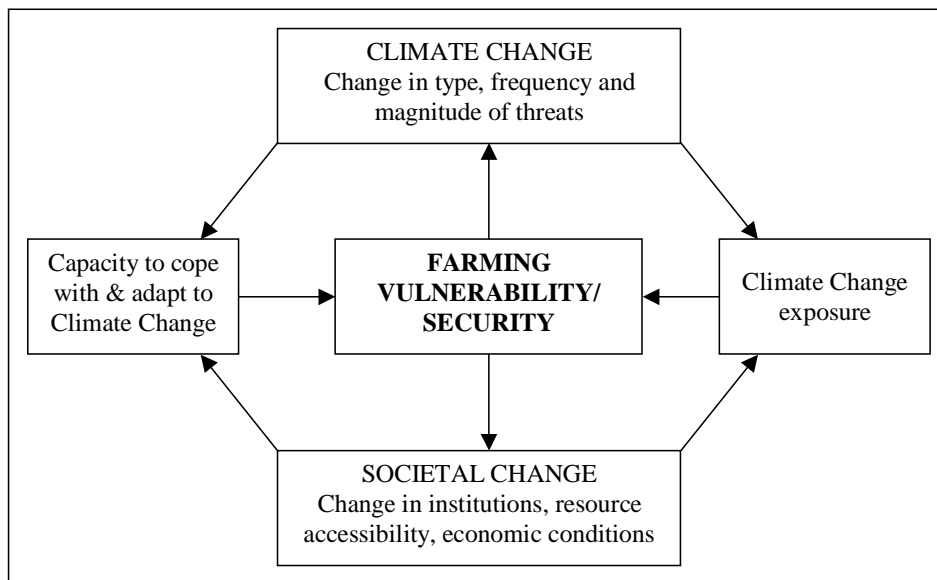 CLIMATE CHANGE
Change in type, frequency and
magnitude of threats
Capacity to cope
with & adapt to
Climate Change
FARMING
VULNERABILITY/
SECURITY
Climate Change
exposure
SOCIETAL CHANGE
Change in institutions, resource
accessibility, economic conditions